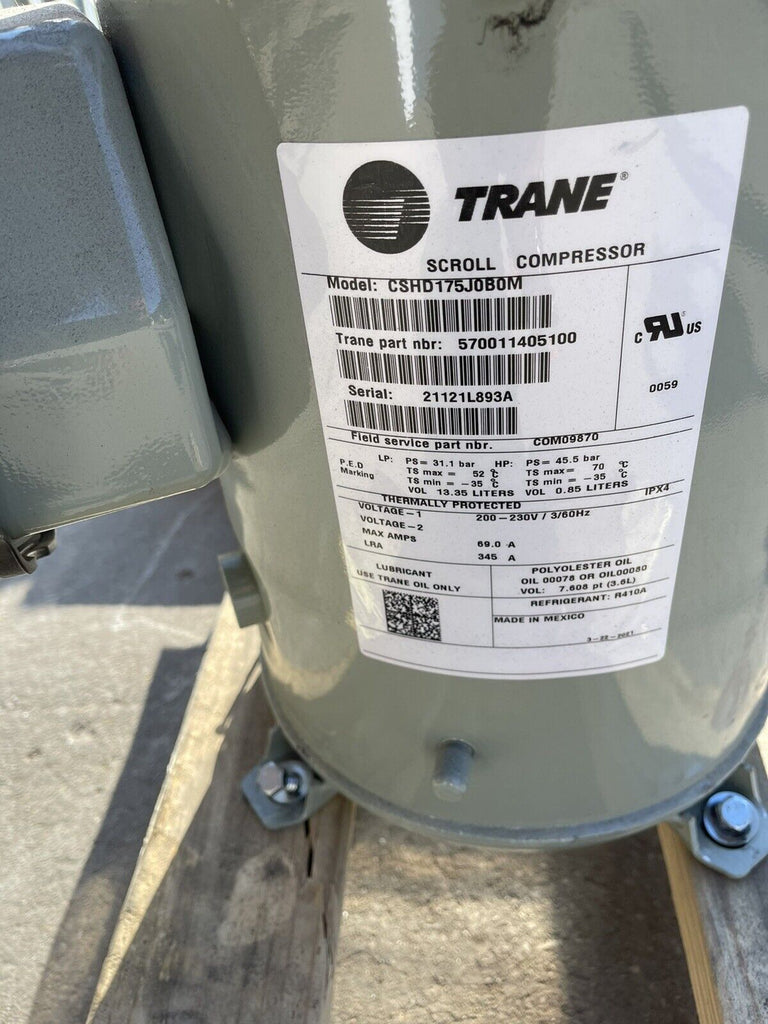 TRANE®
SCROLL COMPRESSOR
Model: CSHD175J0B0M
Trane part nbr: 570011405100
Serial: 21121L893A
C RU US
0059
Field service part nbr. COM09870
P.E.D Marking
LP: PS= 31.1 bar HP: PS= 45.5 bar
TS max = 52 °C TS max= 70 °C
TS min = -35 °C TS min = -35 °C
VOL 13.35 LITERS VOL 0.85 LITERS IPX4
THERMALLY PROTECTED
VOLTAGE-1 200-230V / 3/60Hz
VOLTAGE-2
MAX AMPS 69.0 A
LRA 345 A
LUBRICANT
USE TRANE OIL ONLY
POLYOLESTER OIL
OIL 00078 OR OIL00080
VOL: 7.608 pt (3.6L)
REFRIGERANT: R410A
MADE IN MEXICO
3-22-2021